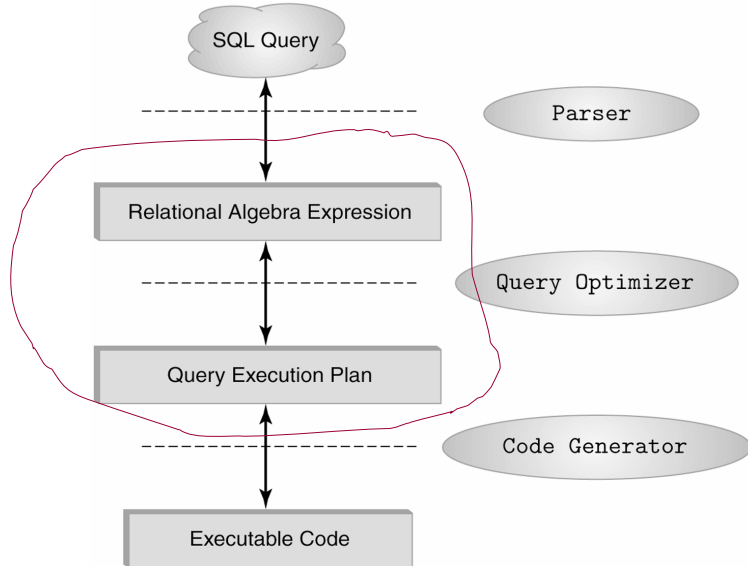 SQL Query
Parser
Relational Algebra Expression
Query Optimizer
Query Execution Plan
Code Generator
Executable Code